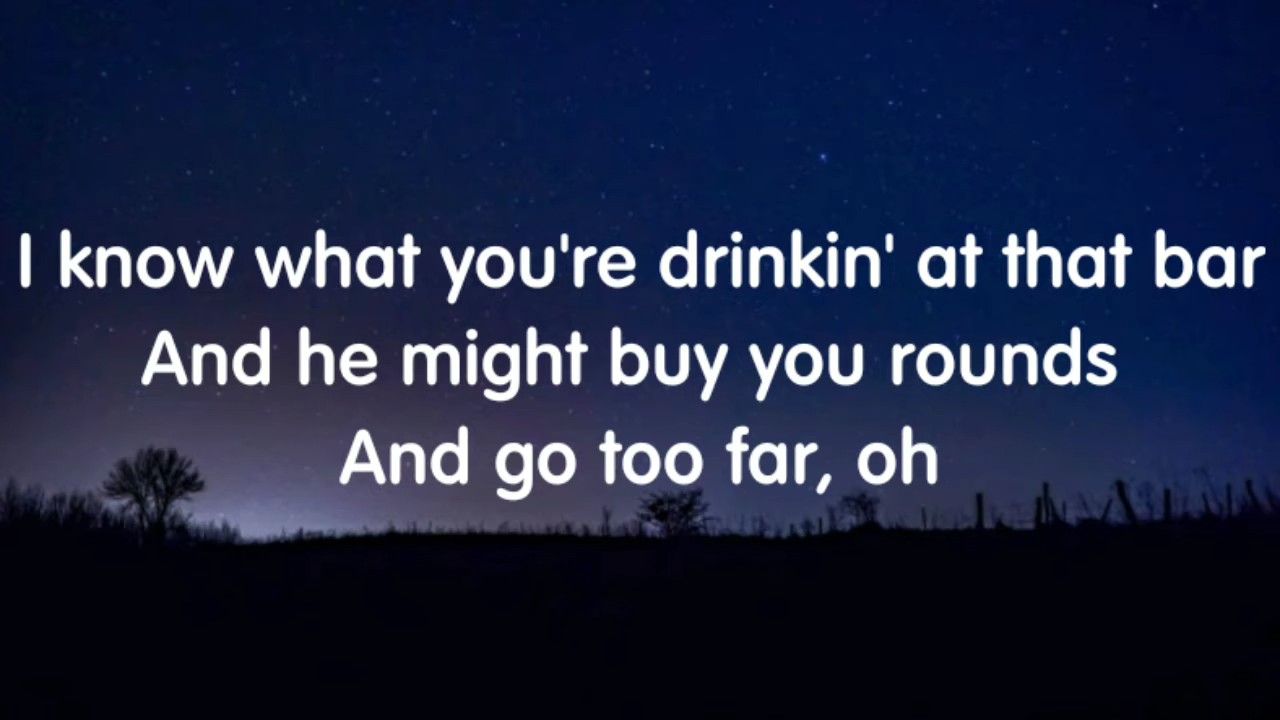 I know what you're drinkin' at that bar
And he might buy you rounds
And go too far, oh